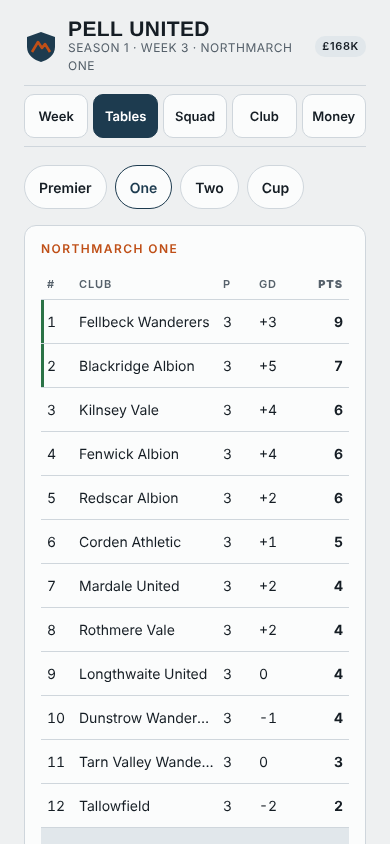 PELL UNITED
SEASON 1 · WEEK 3 · NORTHMARCH
ONE
£168K
Week Tables Squad Club Money
Premier One Two Cup
NORTHMARCH ONE
# CLUB P GD PTS
1 Fellbeck Wanderers 3 +3 9
2 Blackridge Albion 3 +5 7
3 Kilnsey Vale 3 +4 6
4 Fenwick Albion 3 +4 6
5 Redscar Albion 3 +2 6
6 Corden Athletic 3 +1 5
7 Mardale United 3 +2 4
8 Rothmere Vale 3 +2 4
9 Longthwaite United 3 0 4
10 Dunstrow Wander... 3 -1 4
11 Tarn Valley Wande... 3 0 3
12 Tallowfield 3 -2 2